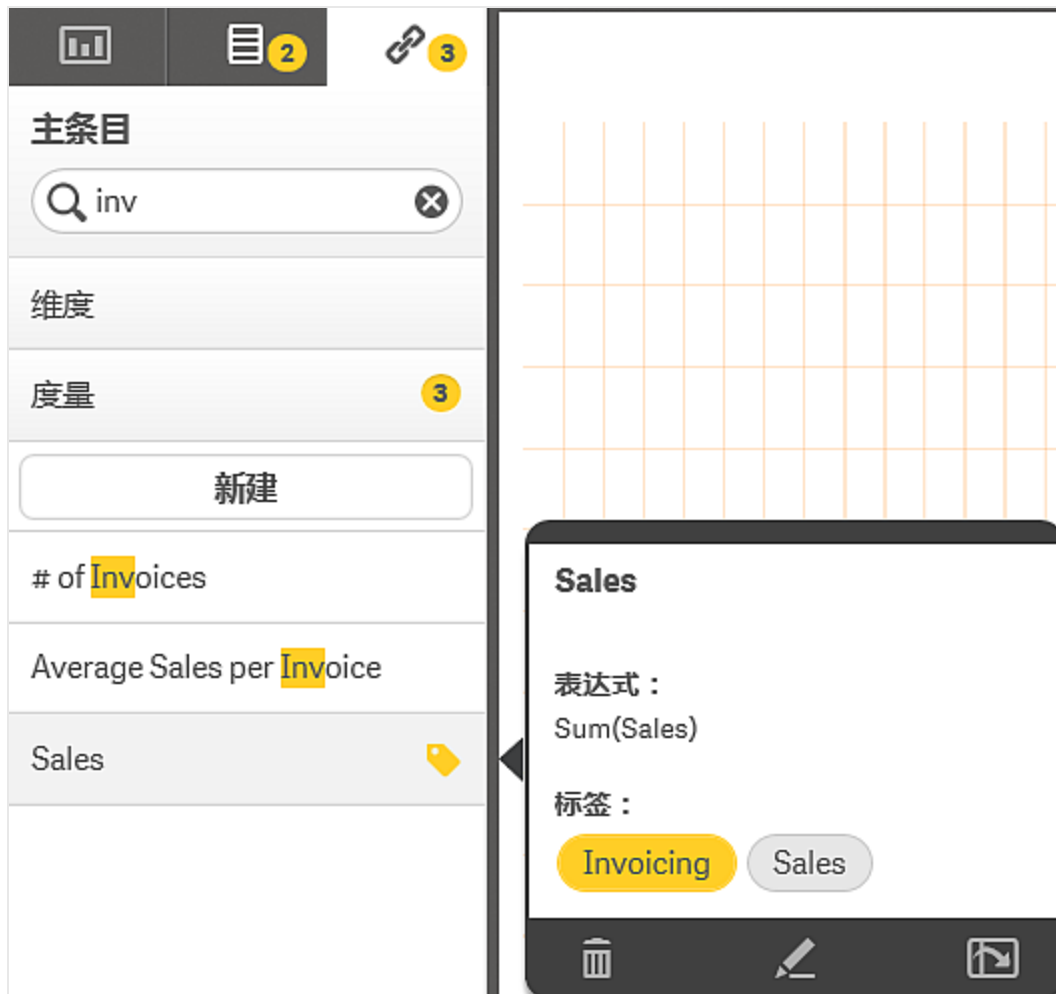 2
3
主条目
inv
维度
度量 3
新建
# of Invoices
Average Sales per Invoice
Sales
Sales
表达式：
Sum(Sales)
标签：
Invoicing Sales